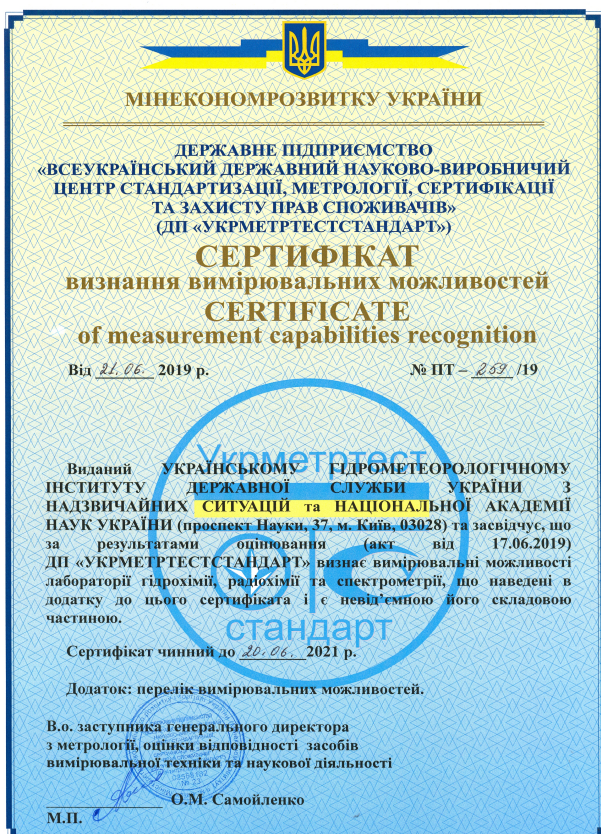 МІНЕКОНОМРОЗВИТКУ УКРАЇНИ
ДЕРЖАВНЕ ПІДПРИЄМСТВО
«ВСЕУКРАЇНСЬКИЙ ДЕРЖАВНИЙ НАУКОВО-ВИРОБНИЧИЙ
ЦЕНТР СТАНДАРТИЗАЦІЇ, МЕТРОЛОГІЇ, СЕРТИФІКАЦІЇ
ТА ЗАХИСТУ ПРАВ СПОЖИВАЧІВ»
(ДП «УКРМЕТРТЕСТСТАНДАРТ»)
СЕРТИФІКАТ
визнання вимірювальних можливостей
CERTIFICATE
of measurement capabilities recognition
Від 21.06. 2019 р. № ПТ – 259 /19
Укрметртест
Виданий УКРАЇНСЬКОМУ ГІДРОМЕТЕОРОЛОГІЧНОМУ
ІНСТИТУТУ ДЕРЖАВНОЇ СЛУЖБИ УКРАЇНИ З
НАДЗВИЧАЙНИХ СИТУАЦІЙ та НАЦІОНАЛЬНОЇ АКАДЕМІЇ
НАУК УКРАЇНИ (проспект Науки, 37, м. Київ, 03028) та засвідчує, що
за результатами оцінювання (акт від 17.06.2019)
ДП «УКРМЕТРТЕСТСТАНДАРТ» визнає вимірювальні можливості
лабораторії гідрохімії, радіохімії та спектрометрії, що наведені в
додатку до цього сертифіката і є невід’ємною його складовою
частиною.
стандарт
Сертифікат чинний до 20.06. 2021 р.
Додаток: перелік вимірювальних можливостей.
В.о. заступника генерального директора
з метрології, оцінки відповідності засобів
вимірювальної техніки та наукової діяльності
О.М. Самойленко
М.П.